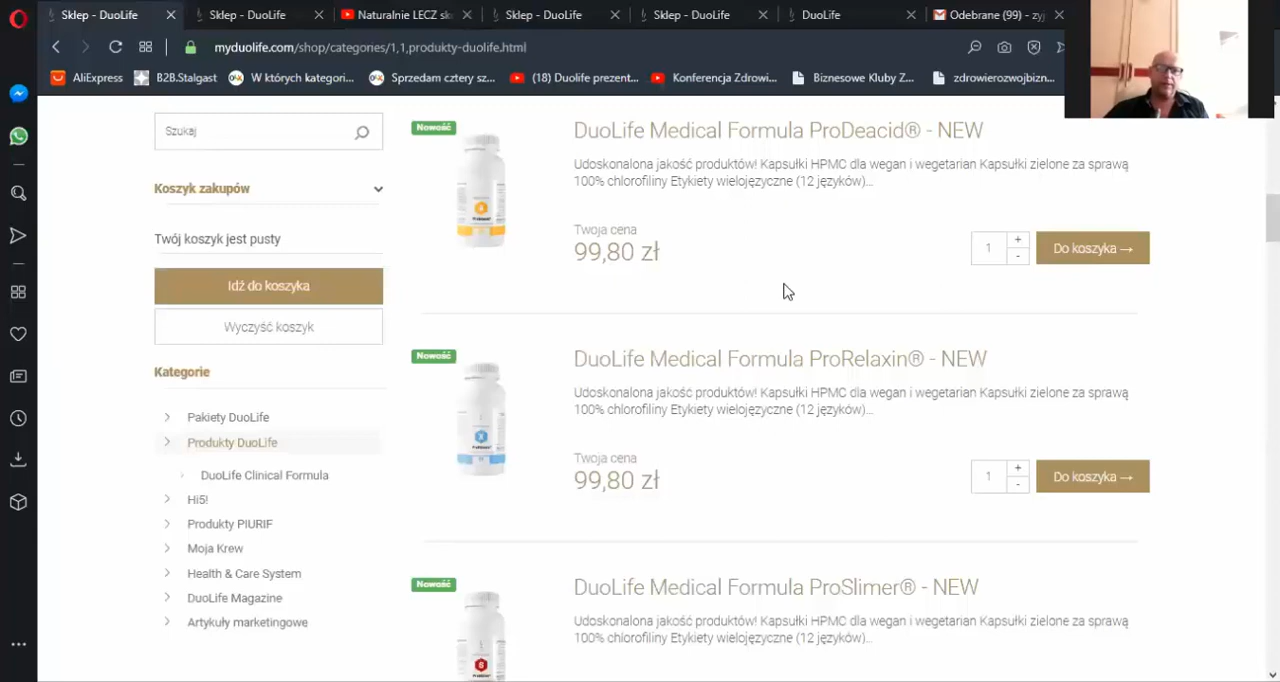 Sklep - DuoLife
Sklep - DuoLife
Naturalnie LECZ sk
Sklep - DuoLife
Sklep - DuoLife
DuoLife
Odebrane (99) - zyj
myduolife.com/shop/categories/1,1,produkty-duolife.html
AliExpress
B2B.Stalgast
W których kategori...
Sprzedam cztery sz...
(18) Duolife prezent...
Konferencja Zdrowi...
Biznesowe Kluby Z...
zdrowierozwojbizn...
Szukaj
Koszyk zakupów
Twój koszyk jest pusty
Idź do koszyka
Wyczyść koszyk
Kategorie
Pakiety DuoLife
Produkty DuoLife
DuoLife Clinical Formula
Hi5!
Produkty PIURIF
Moja Krew
Health & Care System
DuoLife Magazine
Artykuły marketingowe
Nowość
DuoLife Medical Formula ProDeacid® - NEW
Udoskonalona jakość produktów! Kapsułki HPMC dla wegan i wegetarian Kapsułki zielone za sprawą
100% chlorofiliny Etykiety wielojęzyczne (12 języków)...
Twoja cena
99,80 zł
1
+
-
Do koszyka →
Nowość
DuoLife Medical Formula ProRelaxin® - NEW
Udoskonalona jakość produktów! Kapsułki HPMC dla wegan i wegetarian Kapsułki zielone za sprawą
100% chlorofiliny Etykiety wielojęzyczne (12 języków)...
Twoja cena
99,80 zł
1
+
-
Do koszyka →
Nowość
DuoLife Medical Formula ProSlimer® - NEW
Udoskonalona jakość produktów! Kapsułki HPMC dla wegan i wegetarian Kapsułki zielone za sprawą
100% chlorofiliny Etykiety wielojęzyczne (12 języków)...